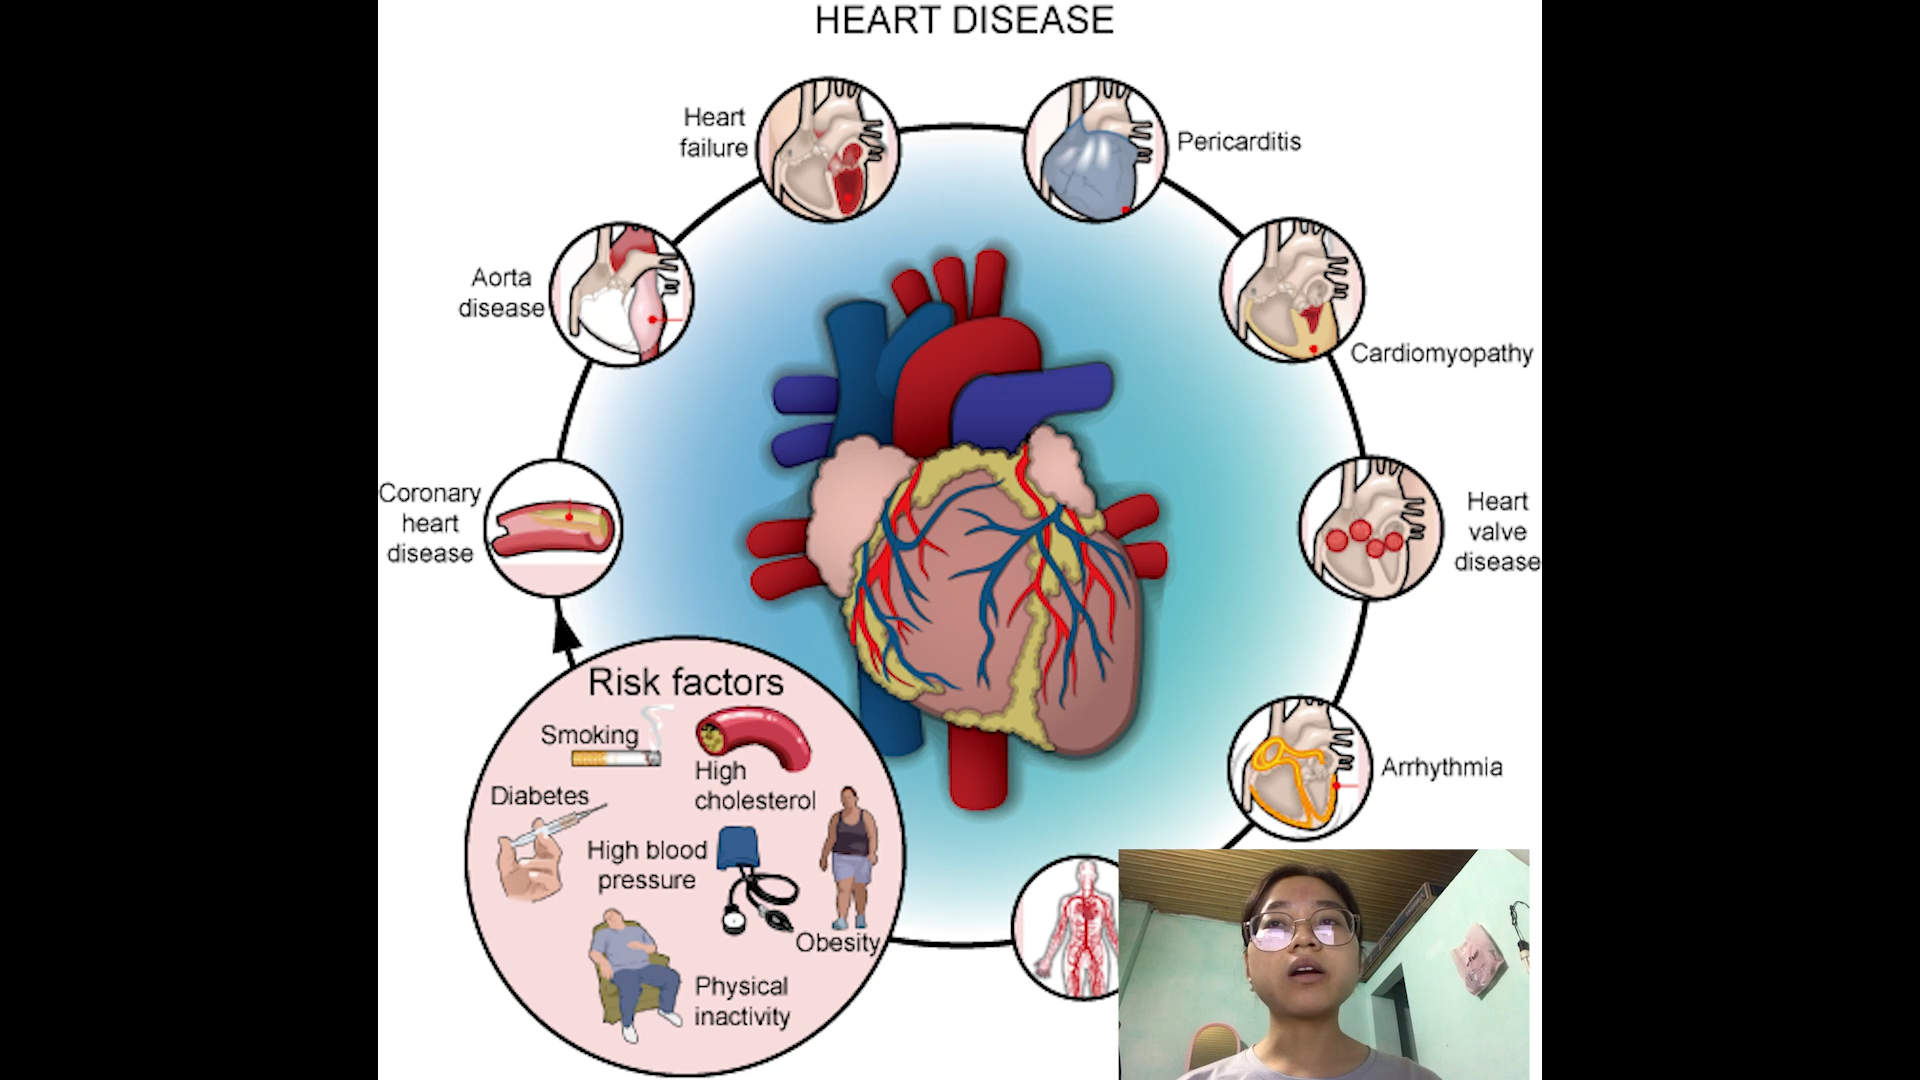 HEART DISEASE
Heart
failure
Pericarditis
Aorta
disease
Cardiomyopathy
Coronary
heart
disease
Heart
valve
disease
Risk factors
Smoking
High
cholesterol
Diabetes
High blood
pressure
Obesity
Physical
inactivity
Arrhythmia